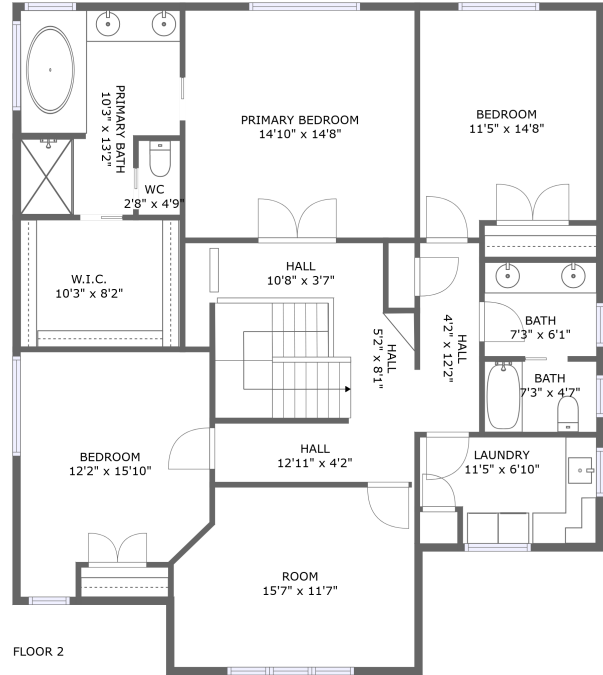 PRIMARY BATH
10'3" x 13'2"
PRIMARY BEDROOM
14'10" x 14'8"
BEDROOM
11'5" x 14'8"
WC
2'8" x 4'9"
W.I.C.
10'3" x 8'2"
HALL
10'8" x 3'7"
HALL
5'2" x 8'1"
HALL
4'2" x 12'2"
BATH
7'3" x 6'1"
BATH
7'3" x 4'7"
BEDROOM
12'2" x 15'10"
HALL
12'11" x 4'2"
LAUNDRY
11'5" x 6'10"
ROOM
15'7" x 11'7"
FLOOR 2